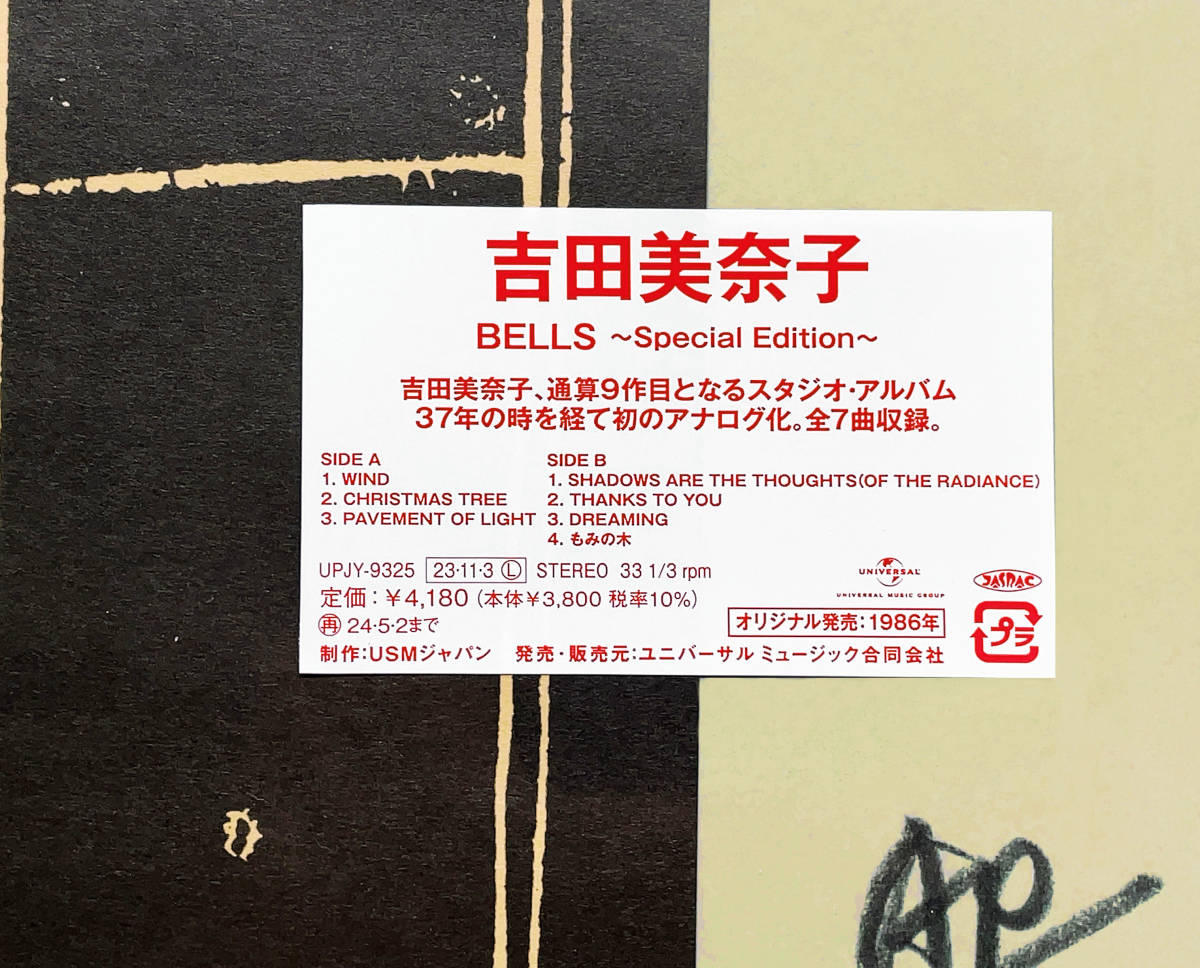 吉田美奈子
BELLS ～Special Edition～
吉田美奈子、通算9作目となるスタジオ・アルバム
37年の時を経て初のアナログ化。全7曲収録。
SIDE A
1. WIND
2. CHRISTMAS TREE
3. PAVEMENT OF LIGHT
SIDE B
1. SHADOWS ARE THE THOUGHTS(OF THE RADIANCE)
2. THANKS TO YOU
3. DREAMING
4. もみの木
UPJY-9325 23・11・3 Ⓛ STEREO 33 1/3 rpm
定価：￥4,180 (本体￥3,800 税率10%)
㊞再 24・5・2まで
制作：USMジャパン 発売・販売元：ユニバーサル ミュージック合同会社
オリジナル発売：1986年
UNIVERSAL
UNIVERSAL MUSIC GROUP
JASRAC
プラ
AP